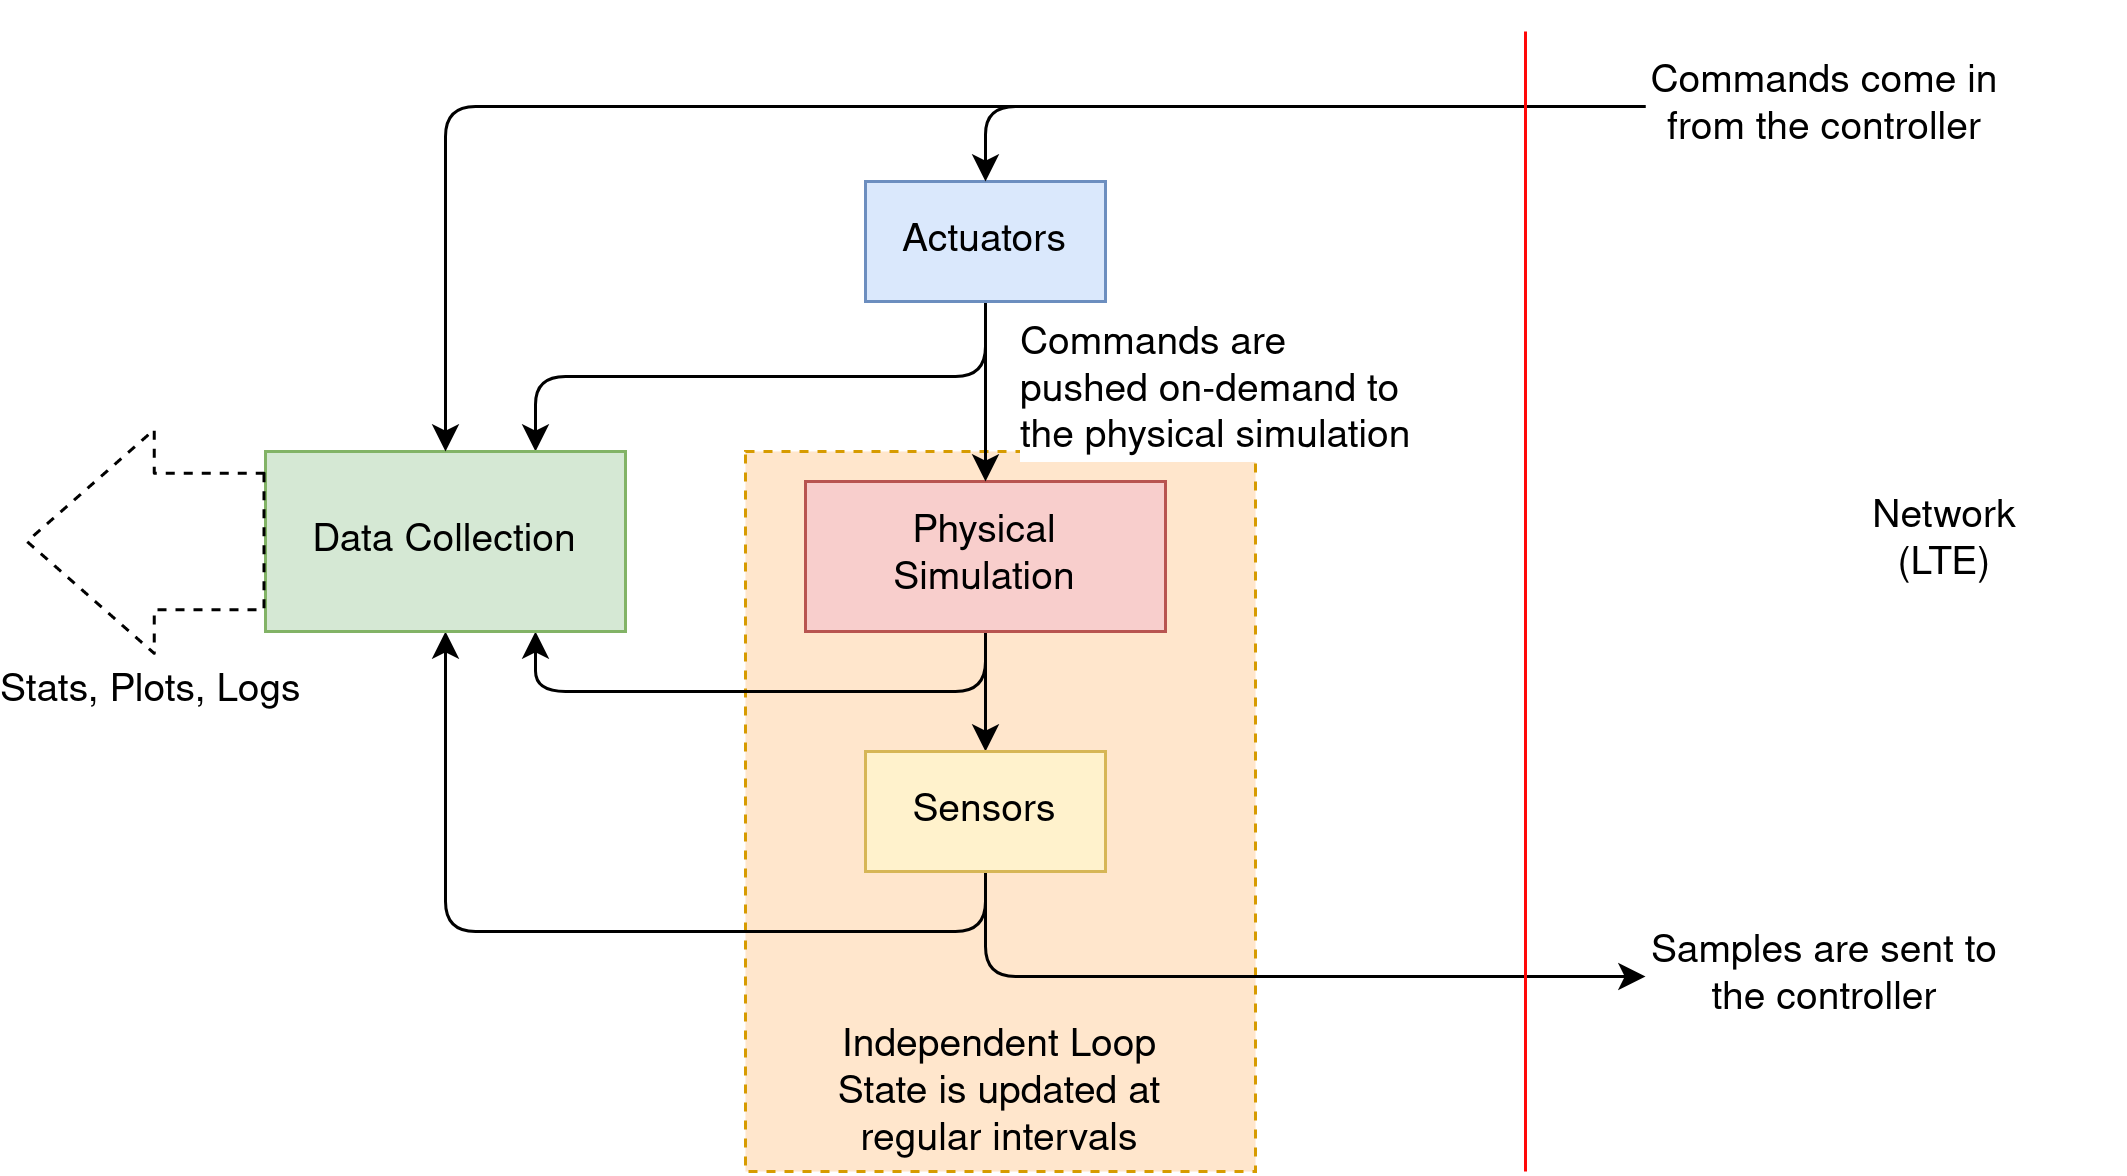 Commands come in
from the controller
Actuators
Commands are
pushed on-demand to
the physical simulation
Data Collection
Physical
Simulation
Network
(LTE)
Stats, Plots, Logs
Sensors
Samples are sent to
the controller
Independent Loop
State is updated at
regular intervals